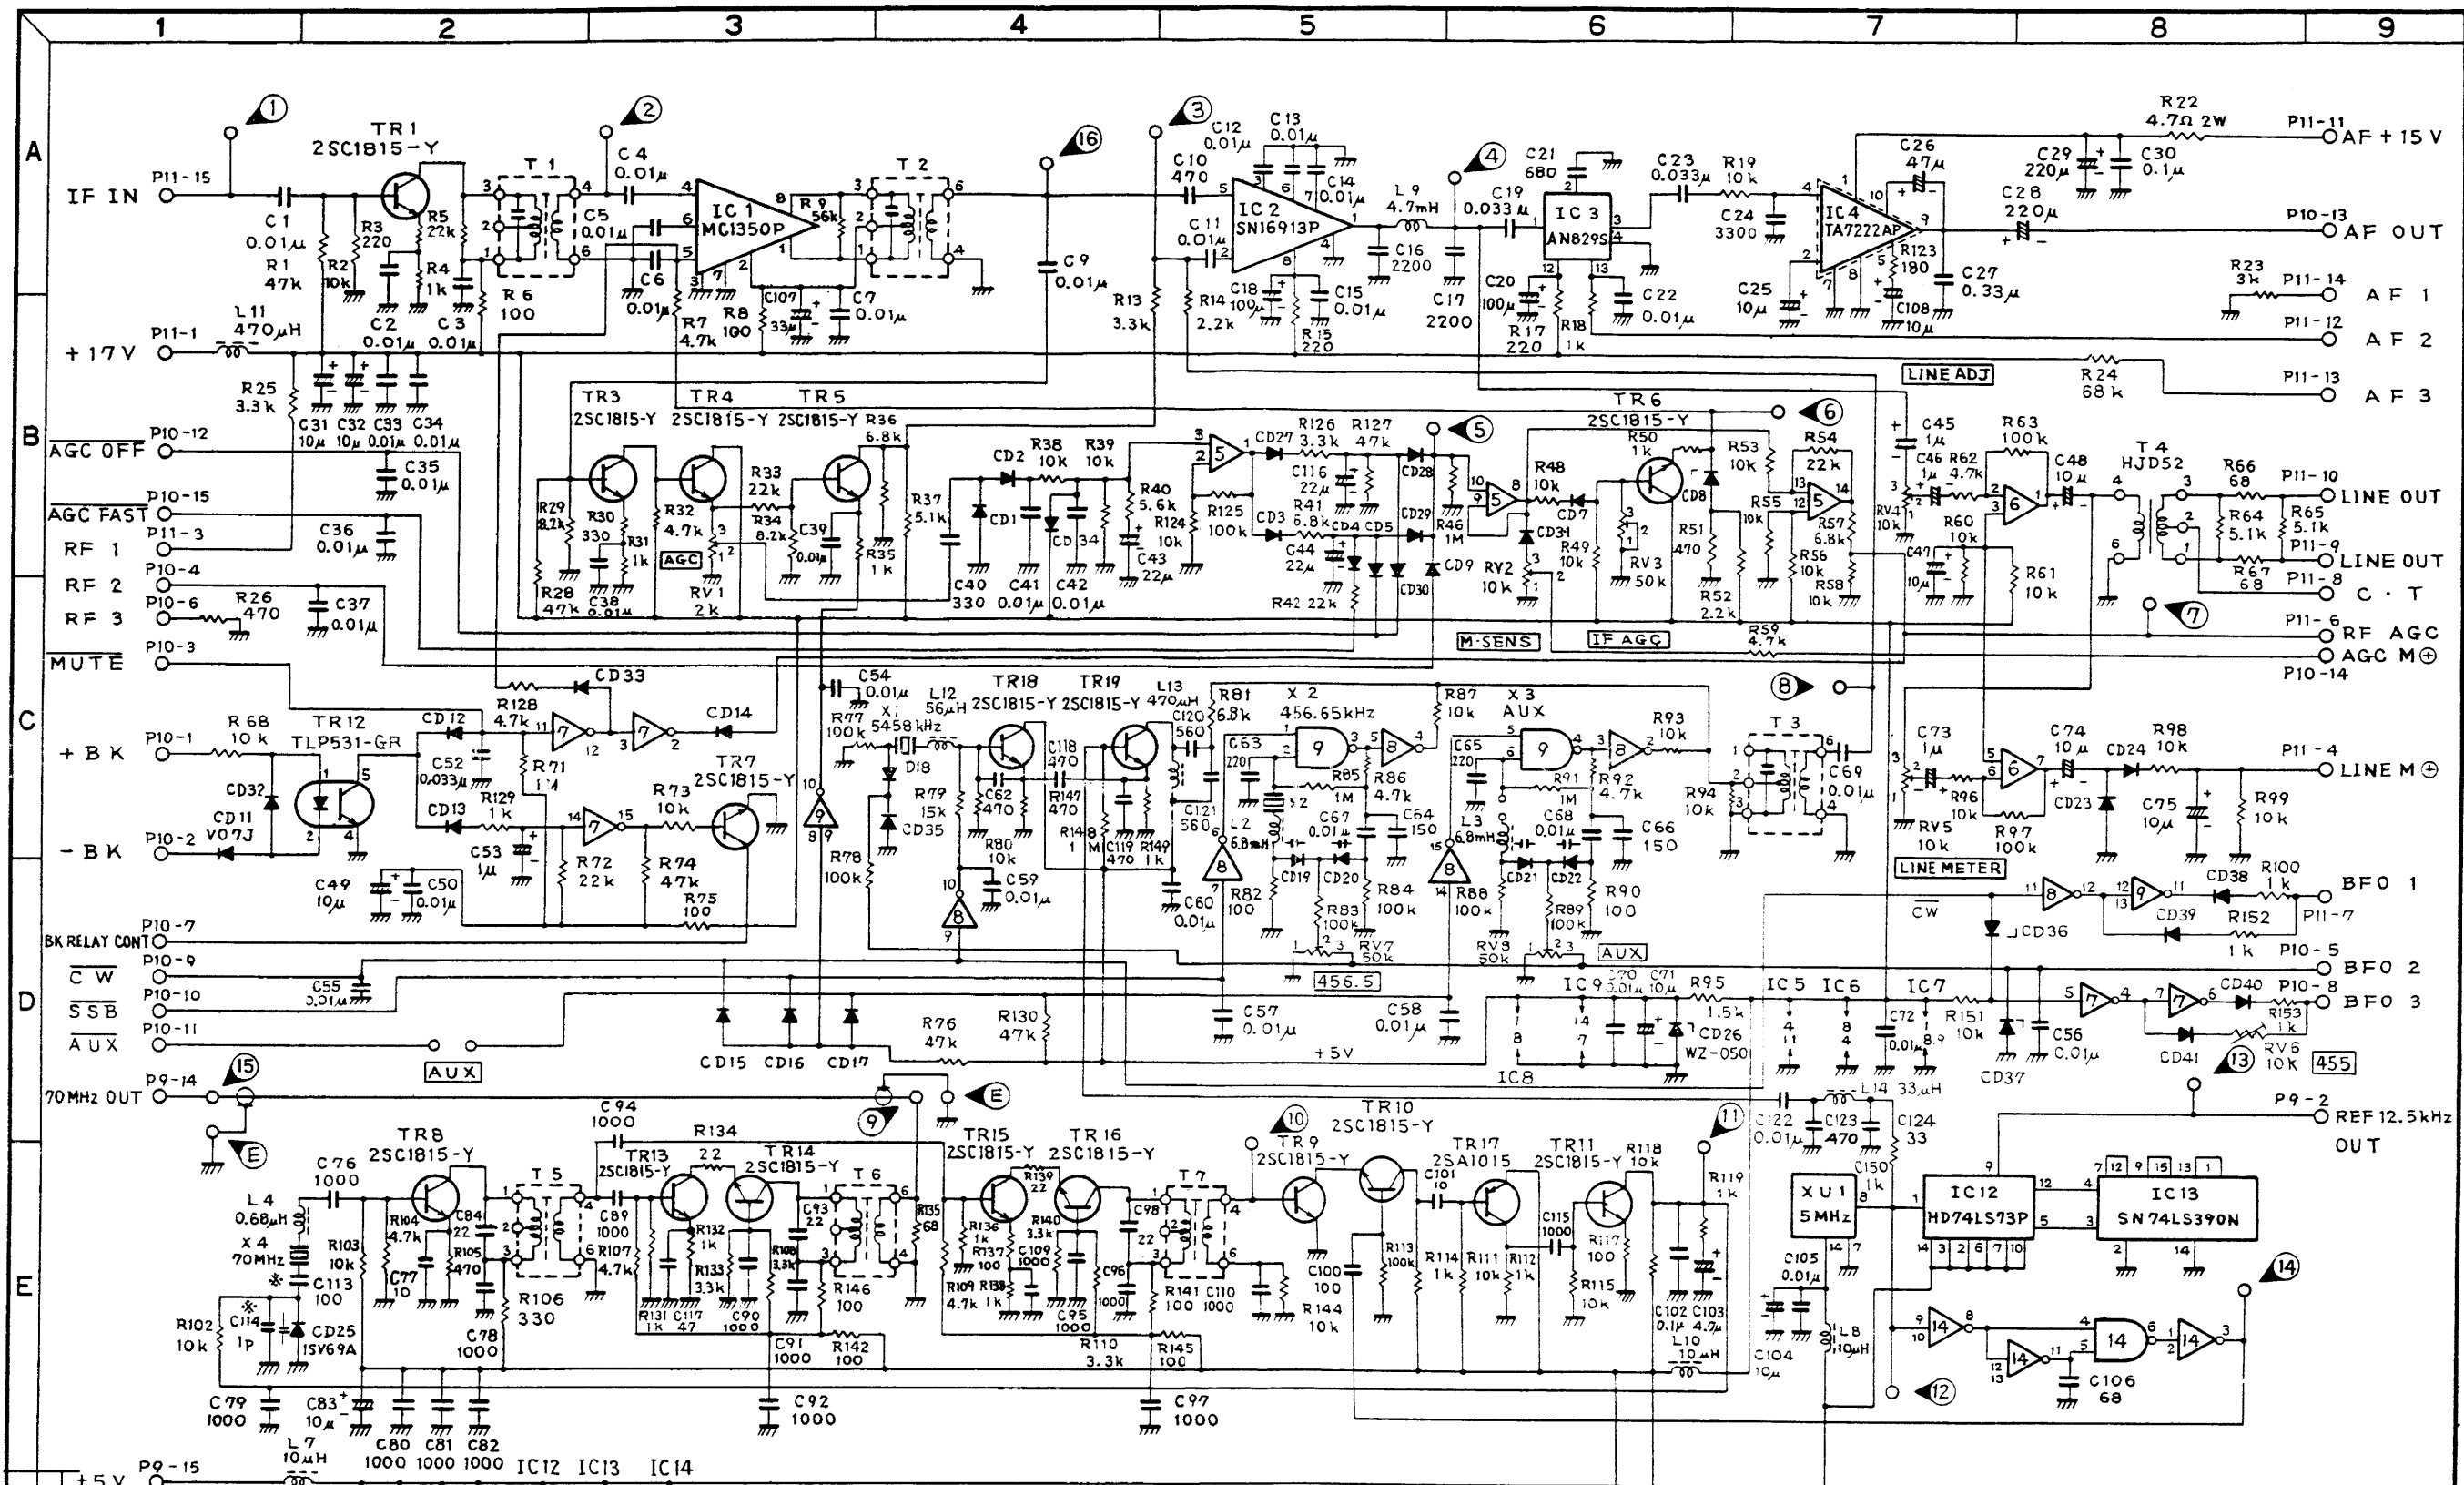 1 2 3 4 5 6 7 8 9
A
TR1
2SC1815-Y
IF IN P11-15
C1
0.01μ
R1
47k
R2
10k
R3
220
R4
1k
R5
22k
T1
C2
0.01μ
C3
0.01μ
R6
100
C4
0.01μ
C5
0.01μ
C6
0.01μ
IC1
MC1350P
R7
4.7k
R8
100
R9
56k
C107
33μ
C7
0.01μ
T2
C9
0.01μ
16
C10
470
C11
0.01μ
C12
0.01μ
C13
0.01μ
C14
0.01μ
IC2
SN16913P
R13
3.3k
R14
2.2k
C18
100μ
R15
220
C15
0.01μ
L9
4.7mH
C16
2200
C17
2200
C19
0.033μ
C21
680
IC3
AN829S
C20
100μ
R17
220
R18
1k
C22
0.01μ
C23
0.033μ
R19
10k
C24
3300
C25
10μ
IC4
TA7222AP
C26
47μ
R123
180
C108
10μ
C27
0.33μ
C28
220μ
C29
220μ
C30
0.1μ
R22
4.7Ω 2W
P11-11 AF+15V
P10-13 AF OUT
R23
3k
P11-14 AF 1
P11-12 AF 2
R24
68k
P11-13 AF 3
B
+17V P11-1
L11
470μH
R25
3.3k
C31
10μ
C32
10μ
C33
0.01μ
C34
0.01μ
AGC OFF P10-12
C35
0.01μ
AGC FAST P10-15
C36
0.01μ
RF 1 P11-3
RF 2 P10-4
RF 3 P10-6
R26
470
C37
0.01μ
MUTE P10-3
TR3
2SC1815-Y
TR4
2SC1815-Y
TR5
2SC1815-Y
R28
47k
R29
8.2k
R30
330
R31
1k
C38
0.01μ
R32
4.7k
AGC
RV1
2k
R33
22k
R34
8.2k
C39
0.01μ
R35
1k
R36
6.8k
R37
5.1k
C40
330
CD1
CD2
C41
0.01μ
R38
10k
CD34
C42
0.01μ
R39
10k
R40
5.6k
C43
22μ
R124
10k
R125
100k
CD27
R126
3.3k
R127
47k
C116
22μ
CD28
CD3
R41
6.8k
C44
22μ
CD4
CD5
CD29
CD30
R42 22k
R46
1M
CD9
5
R48
10k
CD7
CD31
RV2
10k
R49
10k
M-SENS
TR6
2SC1815-Y
R50
1k
RV3
50k
IF AGC
CD8
R51
470
R52
2.2k
R53
10k
R54
22k
R55
10k
R56
10k
R57
6.8k
R58
10k
R59
4.7k
LINE ADJ
C45
1μ
C46
1μ
R62
4.7k
RV4
10k
C47
10μ
R60
10k
R61
10k
R63
100k
C48
10μ
T4
HJD52
R66
68
R64
5.1k
R65
5.1k
R67
68
P11-10 LINE OUT
P11-9 LINE OUT
P11-8 C・T
P11-6 RF AGC
AGC M⊕
P10-14
C
R68
10k
TR12
TLP531-GR
+BK P10-1
CD32
CD11
V07J
-BK P10-2
CD12
CD13
C52
0.033μ
R128
4.7k
CD33
R71
1M
R129
1k
C53
1μ
R72
22k
R73
10k
R74
47k
R75
100
CD14
TR7
2SC1815-Y
C49
10μ
C50
0.01μ
C54
0.01μ
R77
100k
X1
5458kHz
L12
56μH
D18
CD35
R78
100k
R79
15k
TR18
2SC1815-Y
C62
470
R80
10k
C59
0.01μ
C118
470
R147
470
R148
1M
TR19
2SC1815-Y
C119
470
R149
1k
L13
470μH
C120
560
C121
560
C60
0.01μ
R81
6.8k
C63
220
X2
456.65kHz
R85
1M
R86
4.7k
L2
6.8mH
C67
0.01μ
C64
150
CD19 CD20
R82
100
R83
100k
R84
100k
RV7
50k
456.5
R87
10k
C65
220
X3
AUX
R91
1M
R92
4.7k
L3
6.8mH
C68
0.01μ
C66
150
CD21 CD22
R88
100k
R89
100k
R90
100
RV8
50k
AUX
R93
10k
R94
10k
T3
C69
0.01μ
C73
1μ
RV5
10k
R96
10k
R97
100k
LINE METER
C74
10μ
CD23
CD24
R98
10k
C75
10μ
R99
10k
P11-4 LINE M⊕
D
BK RELAY CONT P10-7
CW P10-9
SSB P10-10
AUX P10-11
C55
0.01μ
AUX
CD15 CD16 CD17
R76
47k
R130
47k
C57
0.01μ
C58
0.01μ
+5V
IC8
IC9
C70
0.01μ
C71
10μ
R95
1.5k
CD26
WZ-050
IC5 IC6 IC7
C72
0.01μ
CW
CD36
R151
10k
CD37
C56
0.01μ
CD38
R100
1k
CD39
R152
1k
BFO 1
P11-7
P10-5
BFO 2
CD40
P10-8
BFO 3
R153
1k
CD41
RV6
10k
455
70MHz OUT P9-14
15
E
9
E
10
11
13
L14 33μH
C122
0.01μ
C123
470
C124
33
P9-2
REF 12.5kHz
OUT
E
C76
1000
L4
0.68μH
X4
70MHz
C113
100
C114
1p
CD25
1SV69A
R102
10k
R103
10k
R104
4.7k
C77
10
TR8
2SC1815-Y
C84
22
R105
470
C78
1000
R106
330
T5
C94
1000
C89
1000
R107
4.7k
TR13
2SC1815-Y
R134
22
R131
1k
C117
47
R132
1k
R133
3.3k
TR14
2SC1815-Y
C90
1000
C93
22
R108
3.3k
C91
1000
R142
100
R146
100
T6
R135
68
R136
1k
R137
100
R109
4.7k
R138
1k
TR15
2SC1815-Y
R139
22
TR16
2SC1815-Y
R140
3.3k
C109
1000
C95
1000
R110
3.3k
C96
1000
C98
22
R141
100
R145
100
T7
C110
1000
TR9
2SC1815-Y
C100
100
R144
10k
TR10
2SC1815-Y
R113
100k
C101
10
R114
1k
TR17
2SA1015
R111
10k
R112
1k
C115
1000
R115
10k
TR11
2SC1815-Y
R117
100
R118
10k
C102
0.1μ
C103
4.7μ
R119
1k
L10
10μH
C104
10μ
C105
0.01μ
L8
10μH
XU1
5MHz
C150
1k
IC12
HD74LS73P
IC13
SN74LS390N
12
14
C106
68
C79
1000
C83
10μ
C80
1000
C81
1000
C82
1000
C92
1000
C97
1000
L7
10μH
+5V P9-15
IC12 IC13 IC14